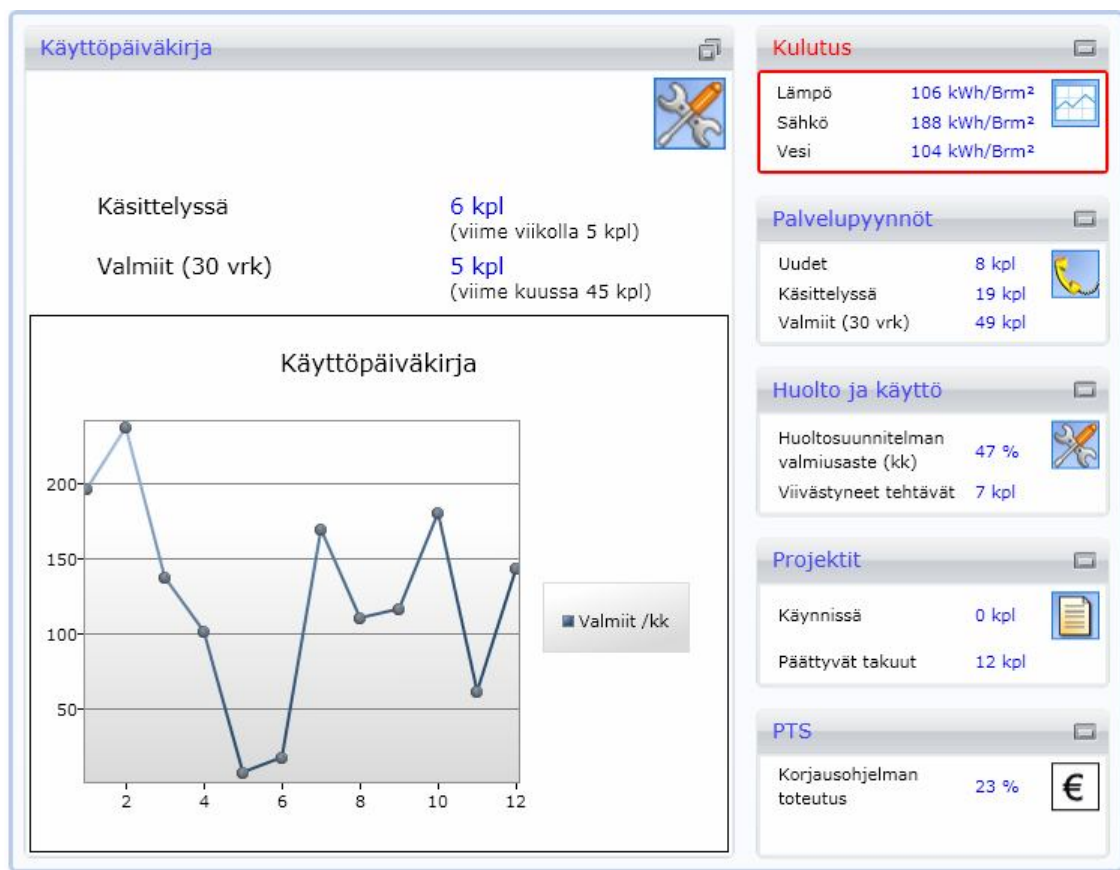 Käyttöpäiväkirja
Käsittelyssä 6 kpl
(viime viikolla 5 kpl)
Valmiit (30 vrk) 5 kpl
(viime kuussa 45 kpl)
Käyttöpäiväkirja
200
150
100
50
2 4 6 8 10 12
Valmiit /kk
Kulutus
Lämpö 106 kWh/Brm²
Sähkö 188 kWh/Brm²
Vesi 104 kWh/Brm²
Palvelupyynnöt
Uudet 8 kpl
Käsittelyssä 19 kpl
Valmiit (30 vrk) 49 kpl
Huolto ja käyttö
Huoltosuunnitelman
valmiusaste (kk) 47 %
Viivästyneet tehtävät 7 kpl
Projektit
Käynnissä 0 kpl
Päättyvät takuut 12 kpl
PTS
Korjausohjelman
toteutus 23 %
€